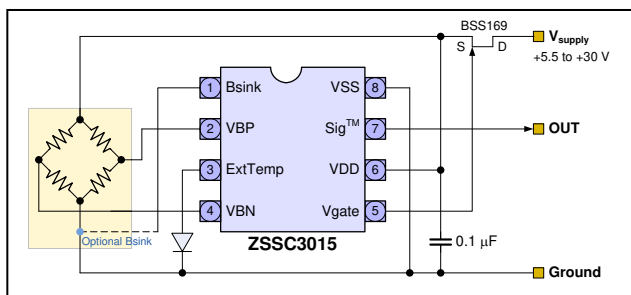 BSS169
S D
Vsupply
+5.5 to +30 V
1 Bsink VSS 8
2 VBP Sig™ 7
OUT
3 ExtTemp VDD 6
4 VBN Vgate 5
Optional Bsink
ZSSC3015
0.1 µF
Ground